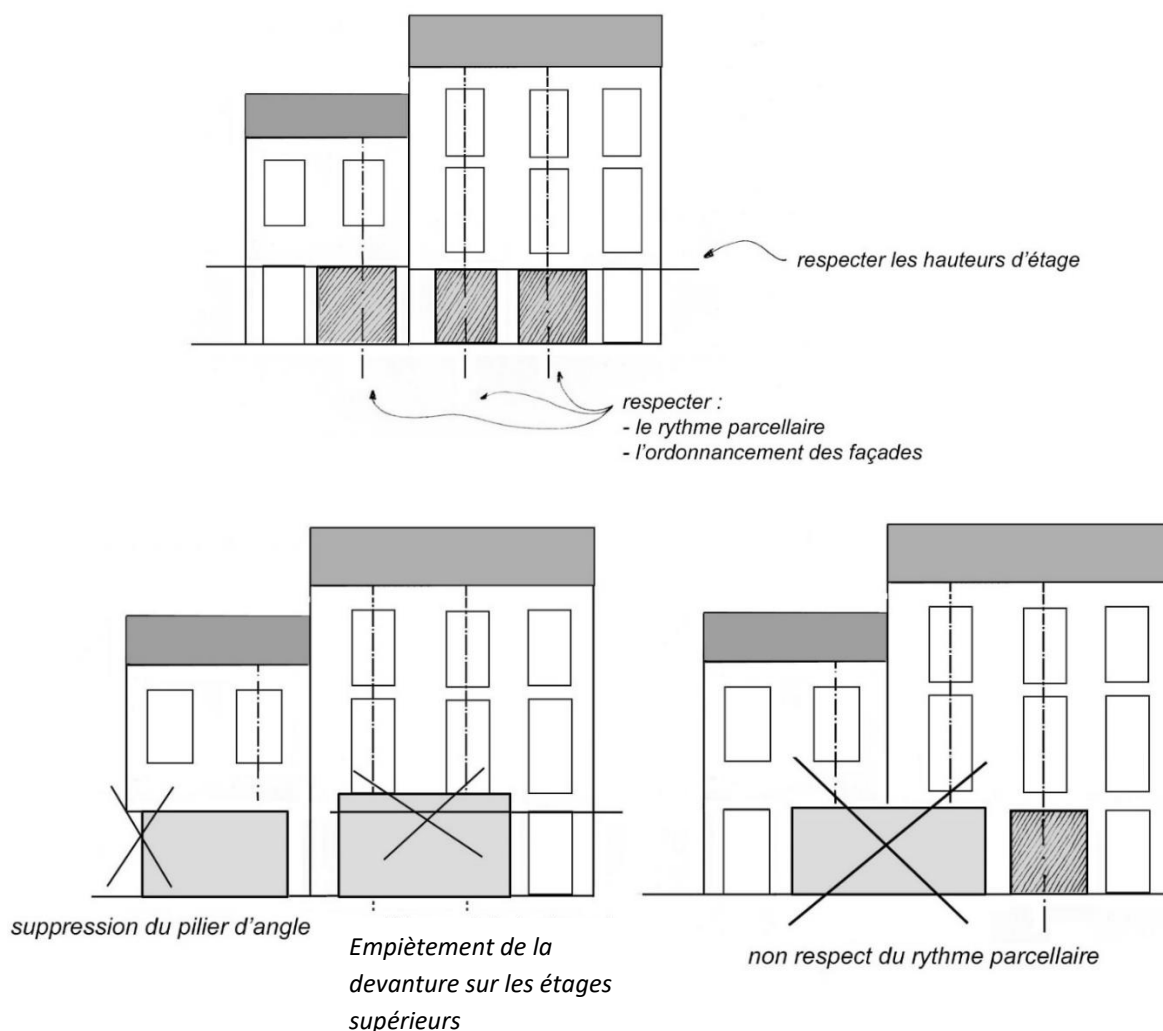 respecter les hauteurs d'étage
respecter :
- le rythme parcellaire
- l'ordonnancement des façades
suppression du pilier d'angle
Empiètement de la
devanture sur les étages
supérieurs
non respect du rythme parcellaire